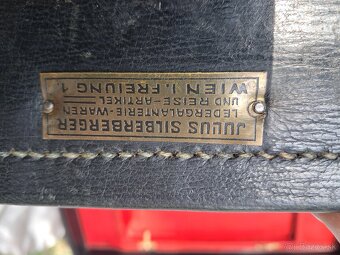 JULIUS SILBERBERGER
LEDERGALANTERIE-WAREN
UND REISE-ARTIKEL
WIEN I. FREIUNG 1.